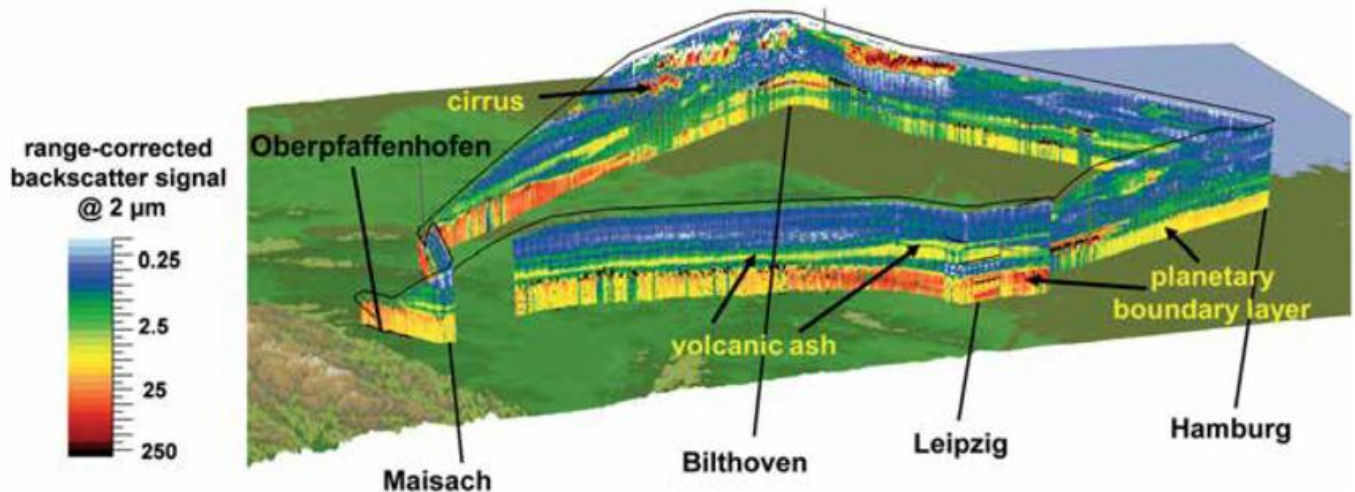 cirrus
Oberpfaffenhofen
range-corrected
backscatter signal
@ 2 µm
0.25
2.5
25
250
planetary
boundary layer
volcanic ash
Hamburg
Leipzig
Bilthoven
Maisach